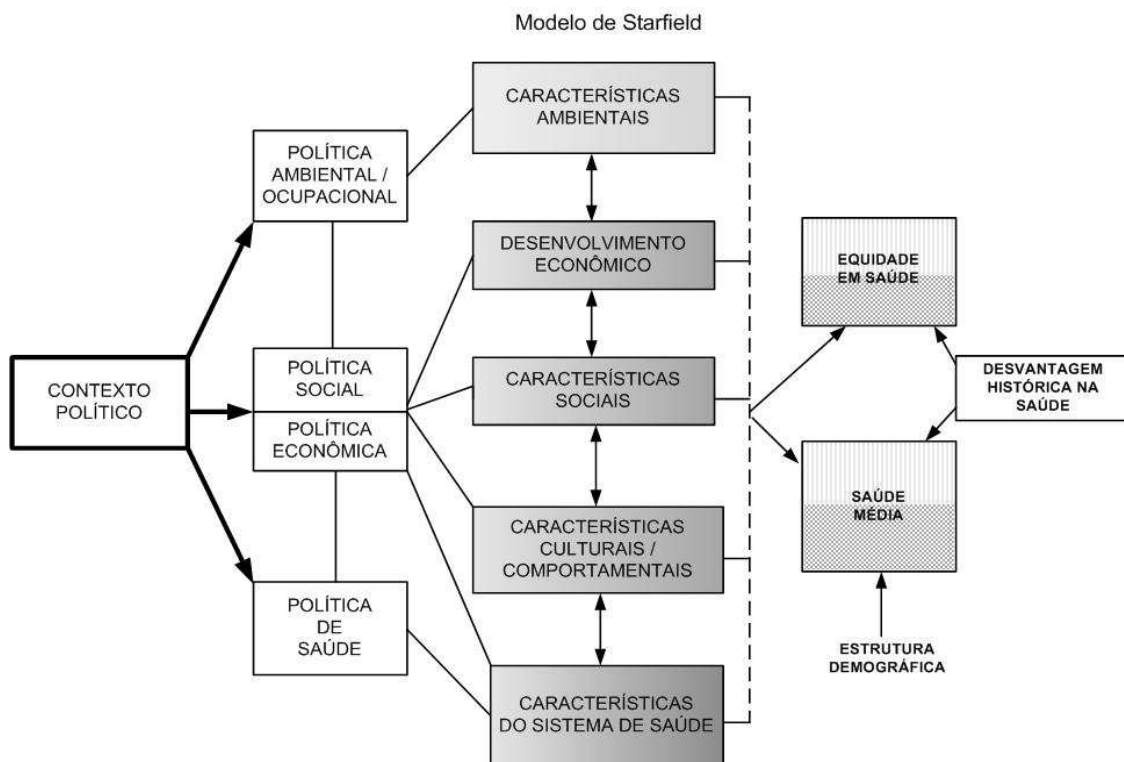 Modelo de Starfield
CARACTERÍSTICAS
AMBIENTAIS
POLÍTICA
AMBIENTAL /
OCUPACIONAL
DESENVOLVIMENTO
ECONÔMICO
EQUIDADE
EM SAÚDE
CONTEXTO
POLÍTICO
POLÍTICA
SOCIAL
POLÍTICA
ECONÔMICA
CARACTERÍSTICAS
SOCIAIS
DESVANTAGEM
HISTÓRICA NA
SAÚDE
CARACTERÍSTICAS
CULTURAIS /
COMPORTAMENTAIS
SAÚDE
MÉDIA
POLÍTICA
DE
SAÚDE
ESTRUTURA
DEMOGRÁFICA
CARACTERÍSTICAS
DO SISTEMA DE SAÚDE